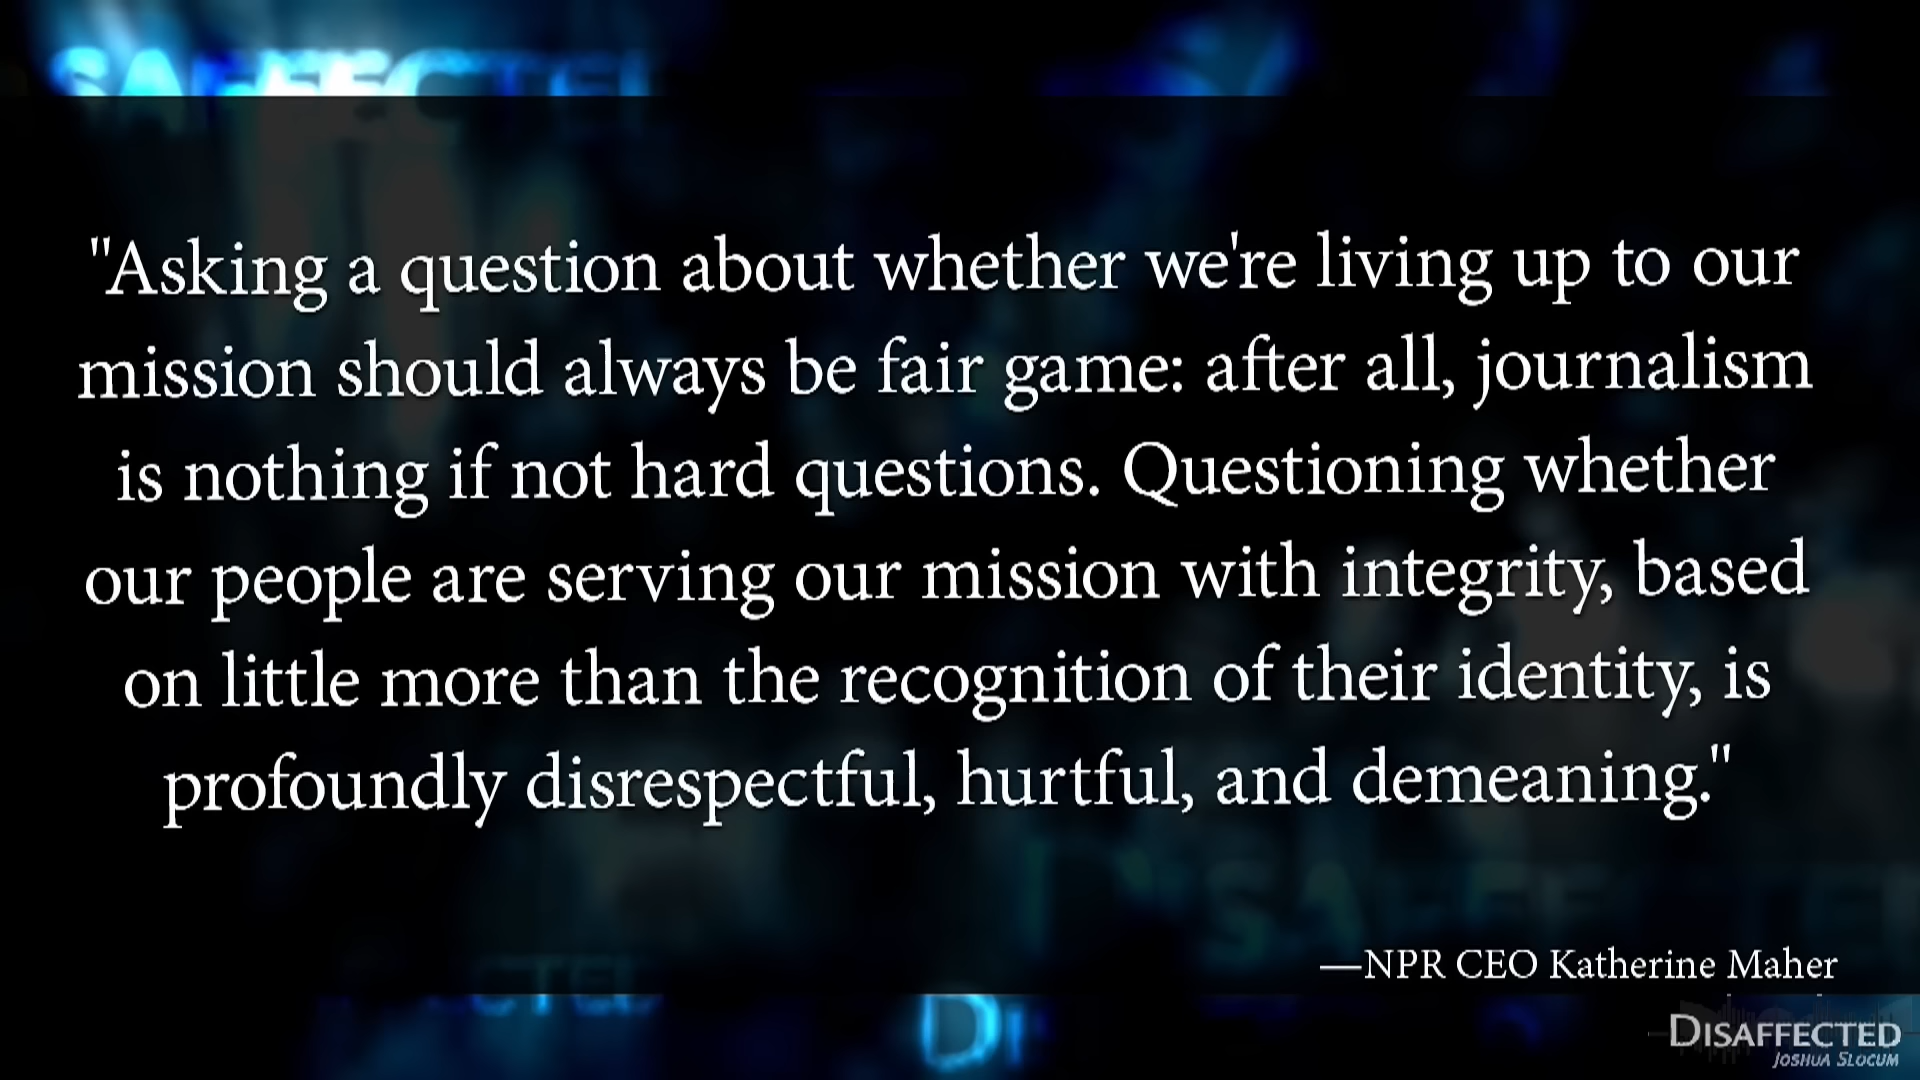 SAFFECTED
"Asking a question about whether we're living up to our
mission should always be fair game: after all, journalism
is nothing if not hard questions. Questioning whether
our people are serving our mission with integrity, based
on little more than the recognition of their identity, is
profoundly disrespectful, hurtful, and demeaning."
—NPR CEO Katherine Maher
DISAFFECTED
JOSHUA SLOCUM